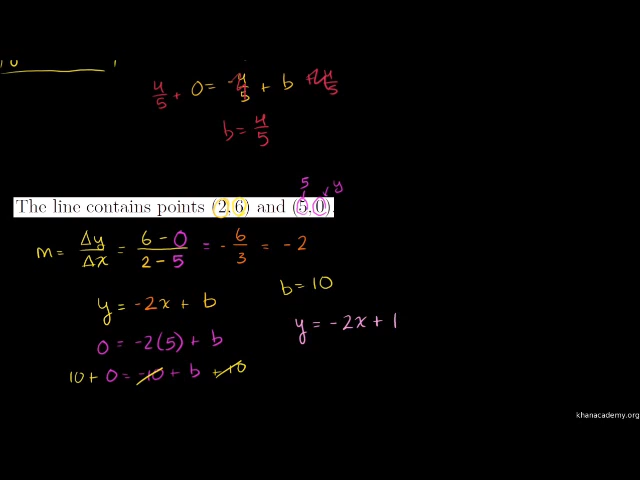 4/5 + 0 = -4/5 + b + 4/5
b = 4/5
5 y
The line contains points (2,6) and (5,0).
m = Δy/Δx = 6 - 0/2 - 5 = - 6/3 = -2
y = -2x + b
b = 10
0 = -2(5) + b
y = -2x + 1
10 + 0 = -10 + b + 10
khanacademy.org